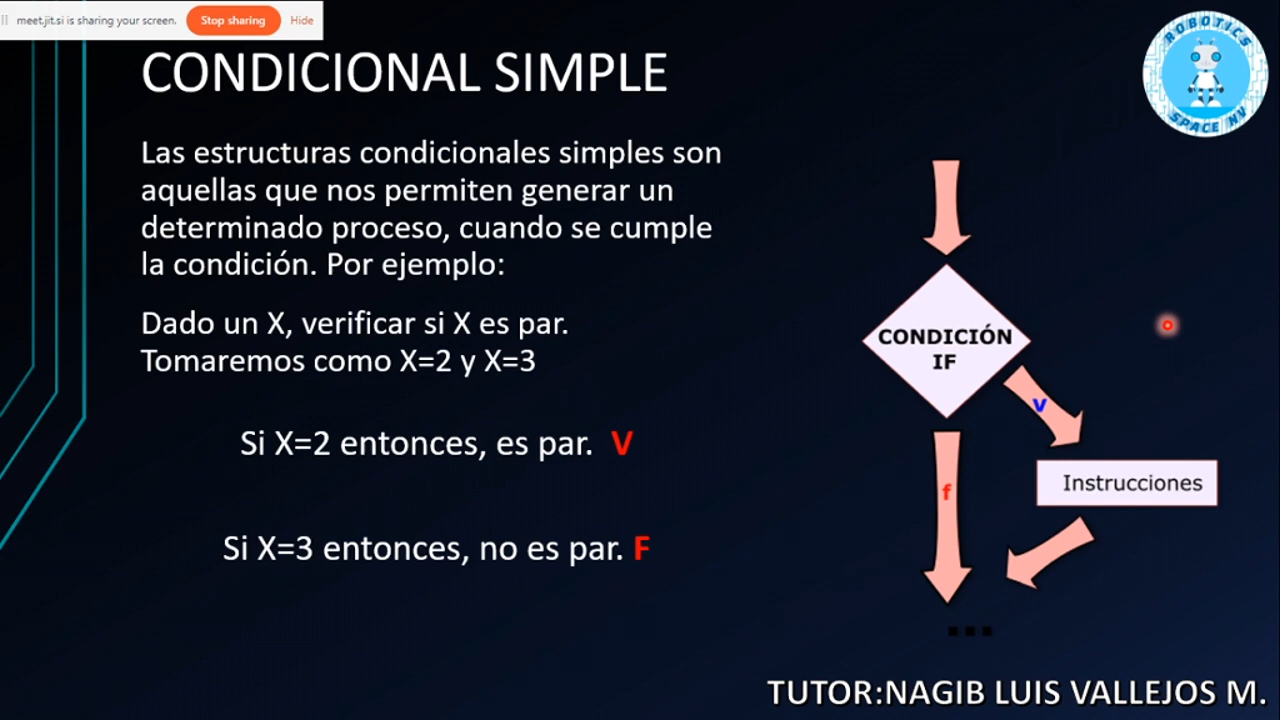 meet.jit.si is sharing your screen. Stop sharing Hide
CONDICIONAL SIMPLE
ROBOTICS
SPACE NV
Las estructuras condicionales simples son
aquellas que nos permiten generar un
determinado proceso, cuando se cumple
la condición. Por ejemplo:
Dado un X, verificar si X es par.
Tomaremos como X=2 y X=3
Si X=2 entonces, es par. V
Si X=3 entonces, no es par. F
CONDICIÓN
IF
v
f
Instrucciones
...
TUTOR:NAGIB LUIS VALLEJOS M.